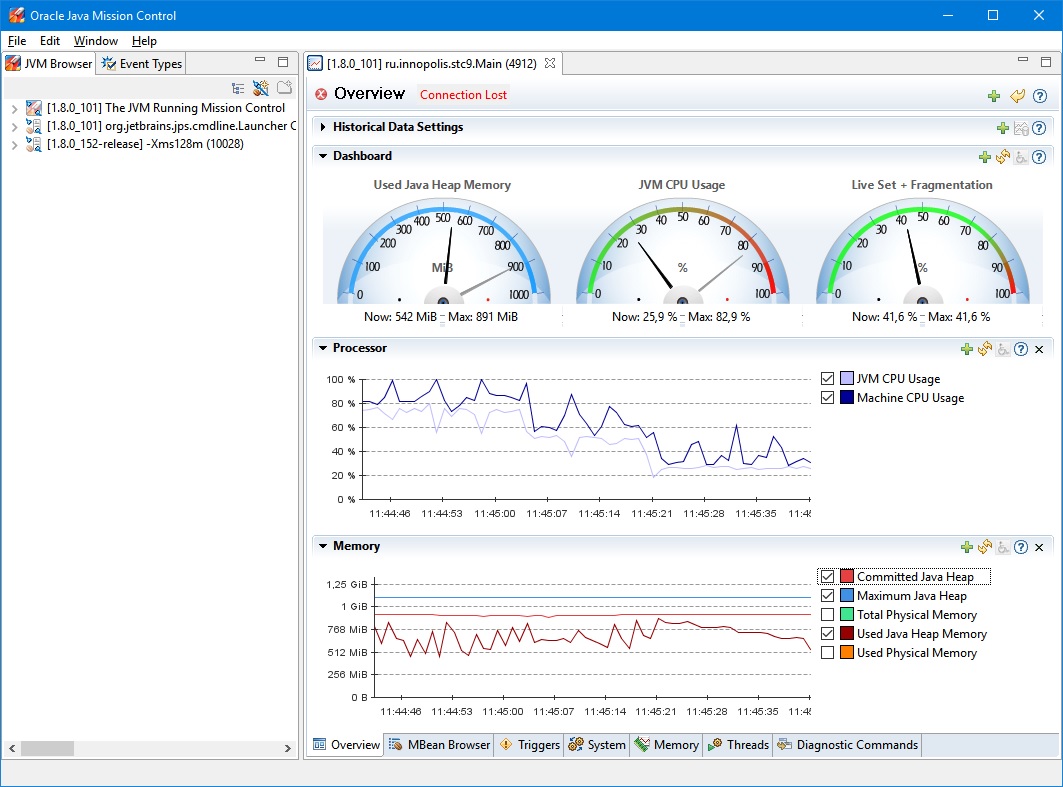 Oracle Java Mission Control
File Edit Window Help
JVM Browser Event Types
[1.8.0_101] The JVM Running Mission Control
[1.8.0_101] org.jetbrains.jps.cmdline.Launcher C
[1.8.0_152-release] -Xms128m (10028)
[1.8.0_101] ru.innopolis.stc9.Main (4912)
Overview Connection Lost
Historical Data Settings
Dashboard
Used Java Heap Memory
0 100 200 300 400 500 600 700 800 900 1000
MiB
Now: 542 MiB - Max: 891 MiB
JVM CPU Usage
0 10 20 30 40 50 60 70 80 90 100
%
Now: 25,9 % - Max: 82,9 %
Live Set + Fragmentation
0 10 20 30 40 50 60 70 80 90 100
%
Now: 41,6 % - Max: 41,6 %
Processor
100 %
80 %
60 %
40 %
20 %
0 %
11:44:46 11:44:53 11:45:00 11:45:07 11:45:14 11:45:21 11:45:28 11:45:35 11:4
JVM CPU Usage
Machine CPU Usage
Memory
1,25 GiB
1 GiB
768 MiB
512 MiB
256 MiB
0 B
11:44:46 11:44:53 11:45:00 11:45:07 11:45:14 11:45:21 11:45:28 11:45:35 11:4
Committed Java Heap
Maximum Java Heap
Total Physical Memory
Used Java Heap Memory
Used Physical Memory
Overview MBean Browser Triggers System Memory Threads Diagnostic Commands